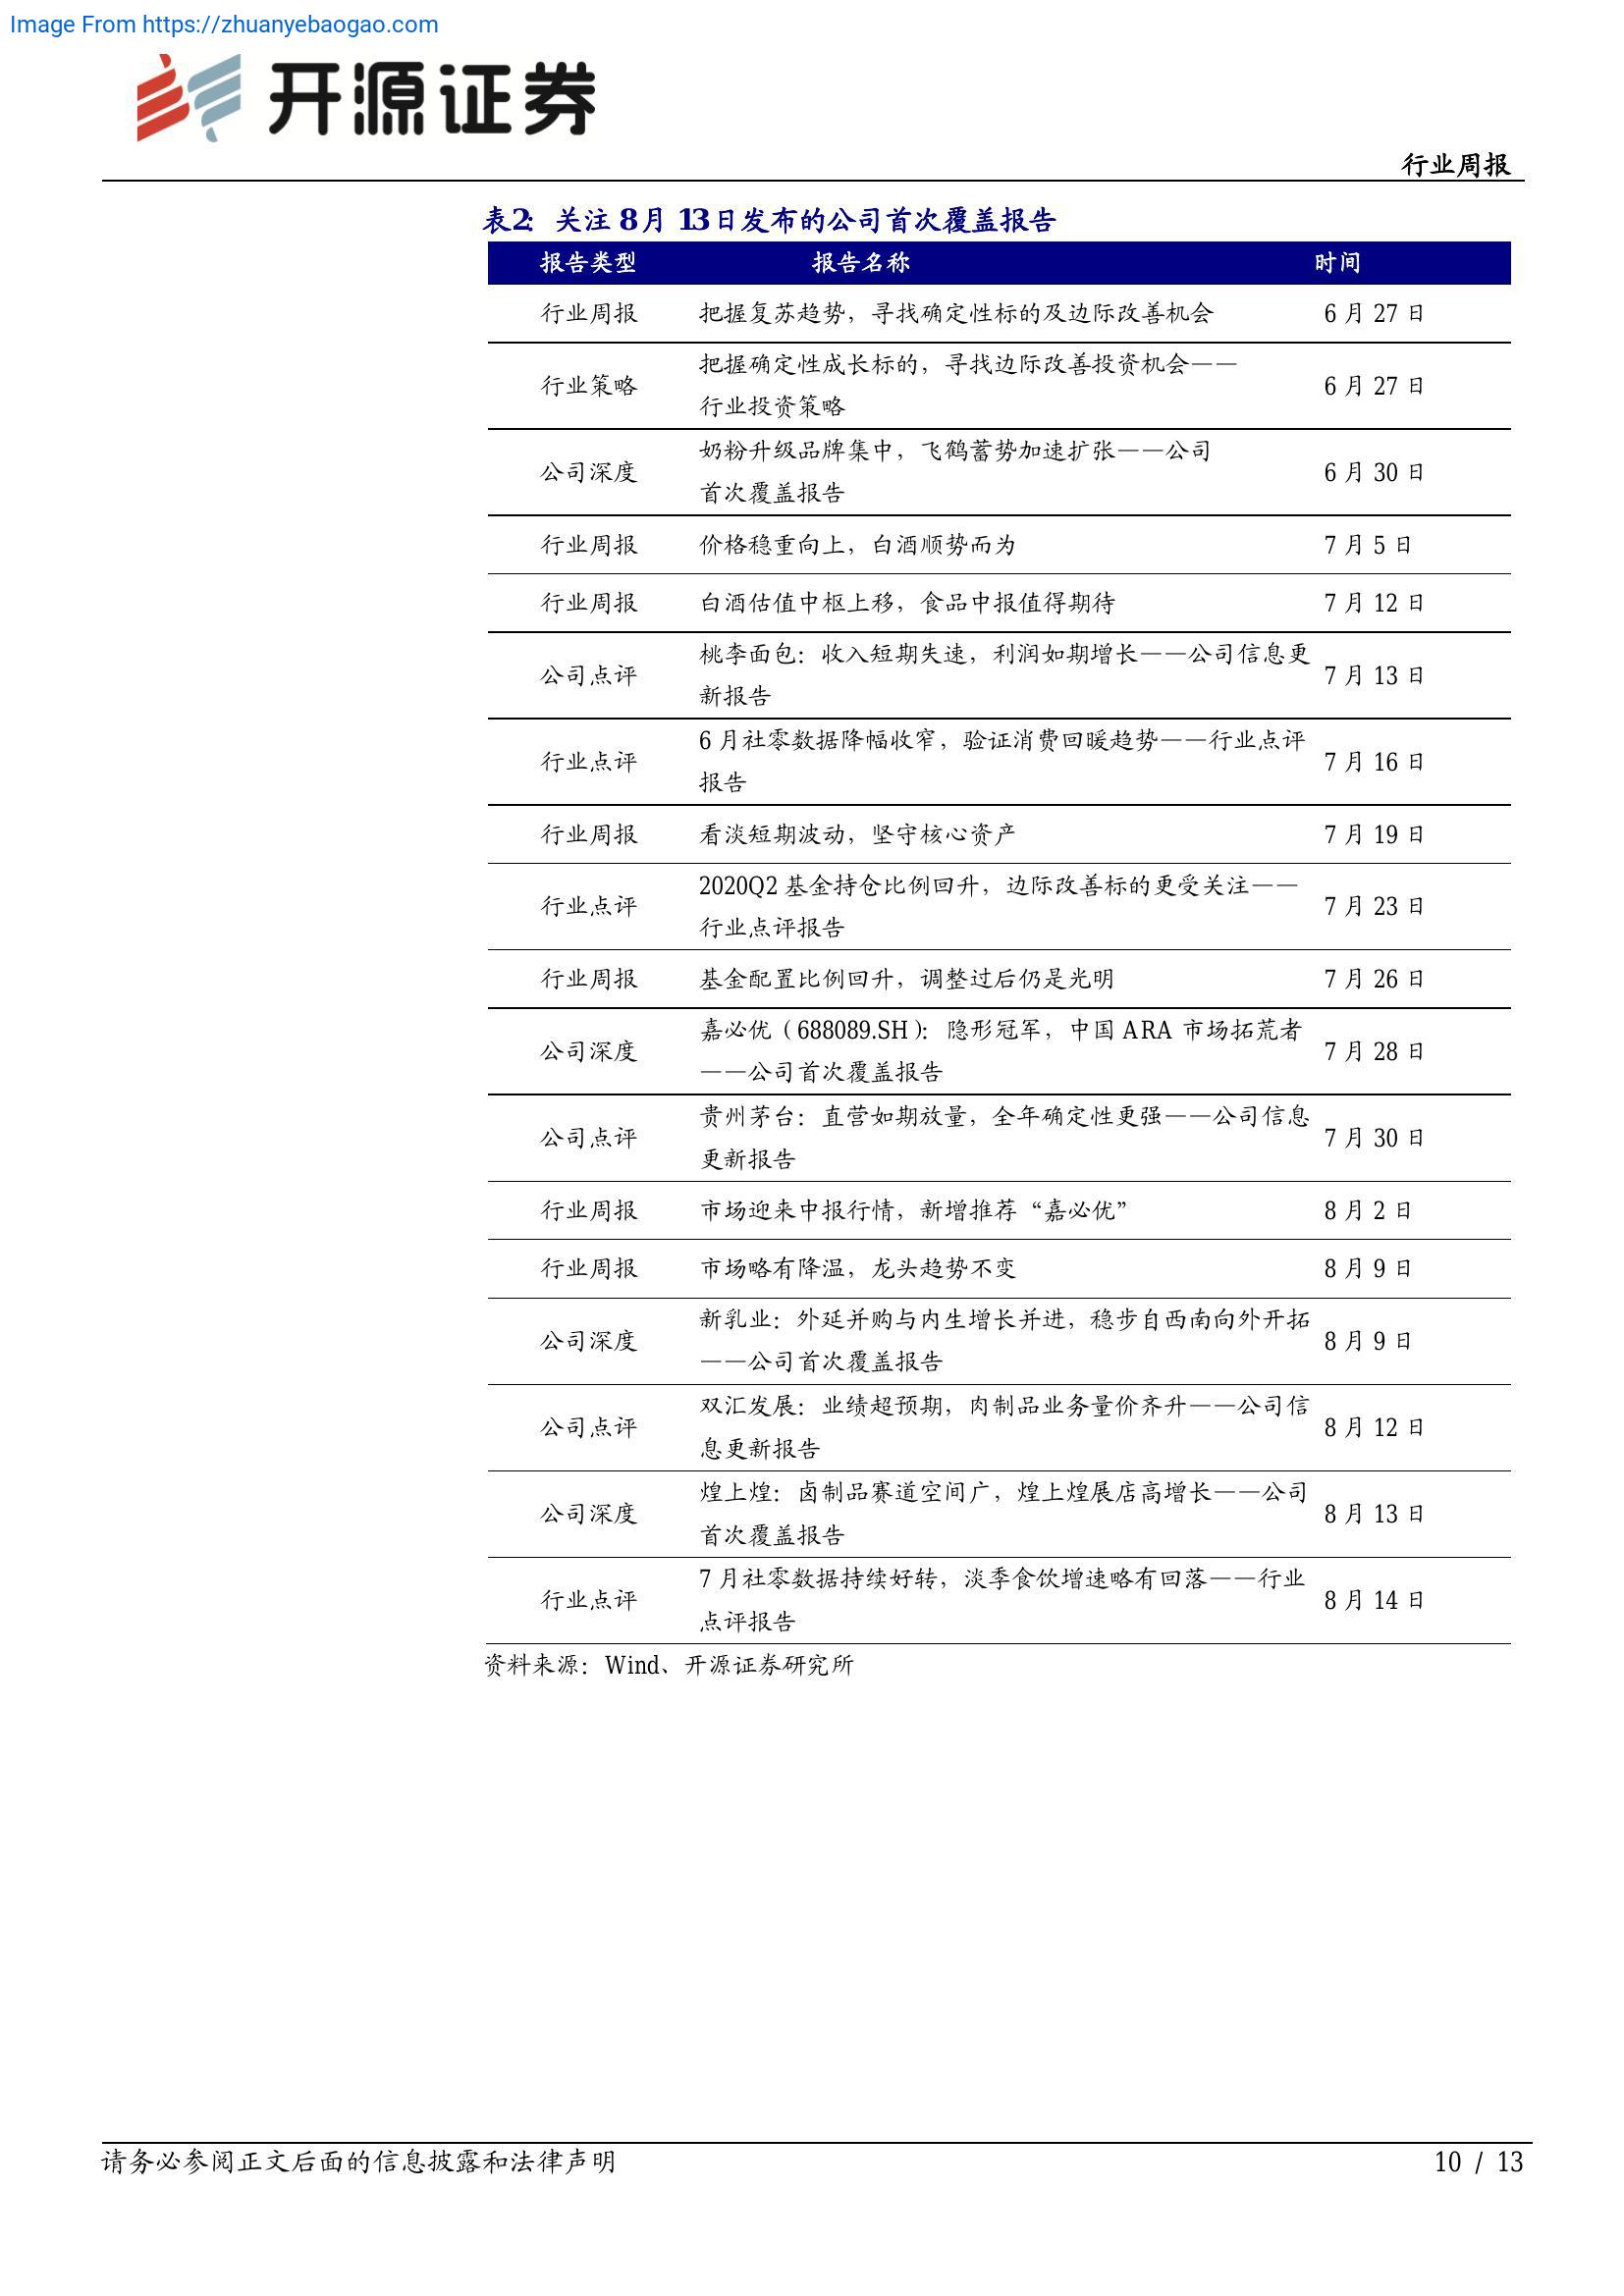 Image From https://zhuanyebaogao.com
开源证券
行业周报
表2: 关注 8月 13日发布的公司首次覆盖报告
报告类型 报告名称 时间
行业周报 把握复苏趋势，寻找确定性标的及边际改善机会 6 月 27 日
把握确定性成长标的，寻找边际改善投资机会——
行业策略 6 月 27 日
行业投资策略
奶粉升级品牌集中，飞鹤蓄势加速扩张——公司
公司深度 6 月 30 日
首次覆盖报告
行业周报 价格稳重向上，白酒顺势而为 7 月 5 日
行业周报 白酒估值中枢上移，食品中报值得期待 7 月 12 日
桃李面包：收入短期失速，利润如期增长——公司信息更
公司点评 7 月 13 日
新报告
6 月社零数据降幅收窄，验证消费回暖趋势——行业点评
行业点评 7 月 16 日
报告
行业周报 看淡短期波动，坚守核心资产 7 月 19 日
2020Q2 基金持仓比例回升，边际改善标的更受关注——
行业点评 7 月 23 日
行业点评报告
行业周报 基金配置比例回升，调整过后仍是光明 7 月 26 日
嘉必优（688089.SH）：隐形冠军，中国 ARA 市场拓荒者
公司深度 7 月 28 日
——公司首次覆盖报告
贵州茅台：直营如期放量，全年确定性更强——公司信息
公司点评 7 月 30 日
更新报告
行业周报 市场迎来中报行情，新增推荐“嘉必优” 8 月 2 日
行业周报 市场略有降温，龙头趋势不变 8 月 9 日
新乳业：外延并购与内生增长并进，稳步自西南向外开拓
公司深度 8 月 9 日
——公司首次覆盖报告
双汇发展：业绩超预期，肉制品业务量价齐升——公司信
公司点评 8 月 12 日
息更新报告
煌上煌：卤制品赛道空间广，煌上煌展店高增长——公司
公司深度 8 月 13 日
首次覆盖报告
7 月社零数据持续好转，淡季食饮增速略有回落——行业
行业点评 8 月 14 日
点评报告
资料来源：Wind、开源证券研究所
请务必参阅正文后面的信息披露和法律声明 10 / 13